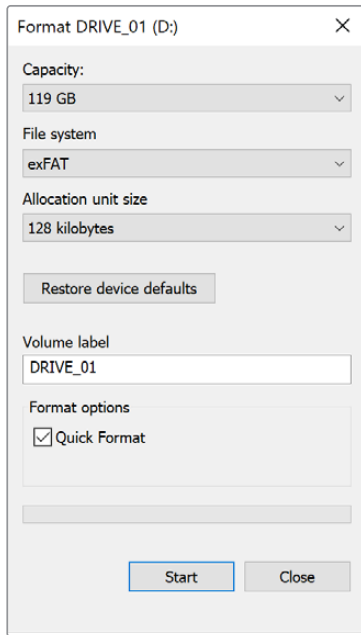 Format DRIVE_01 (D:)
Capacity:
119 GB
File system
exFAT
Allocation unit size
128 kilobytes
Restore device defaults
Volume label
DRIVE_01
Format options
Quick Format
Start Close